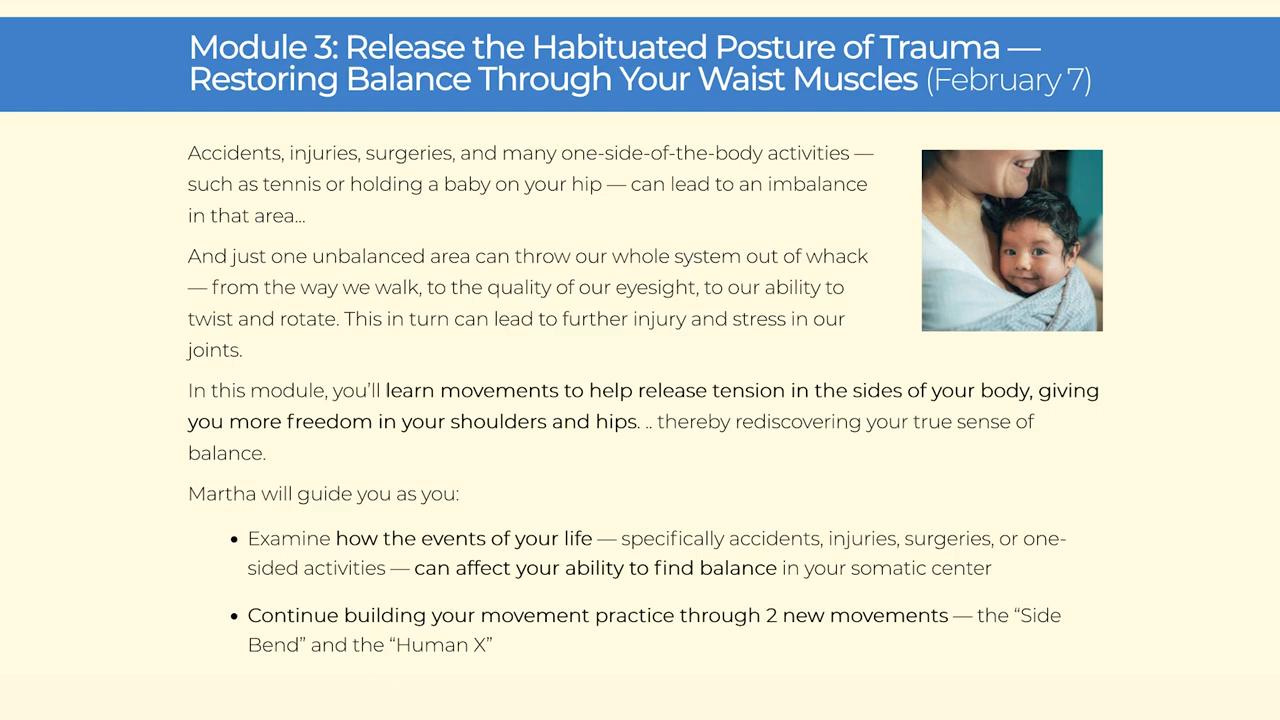 Module 3: Release the Habituated Posture of Trauma —
Restoring Balance Through Your Waist Muscles (February 7)
Accidents, injuries, surgeries, and many one-side-of-the-body activities —
such as tennis or holding a baby on your hip — can lead to an imbalance
in that area...
And just one unbalanced area can throw our whole system out of whack
— from the way we walk, to the quality of our eyesight, to our ability to
twist and rotate. This in turn can lead to further injury and stress in our
joints.
In this module, you’ll learn movements to help release tension in the sides of your body, giving
you more freedom in your shoulders and hips. .. thereby rediscovering your true sense of
balance.
Martha will guide you as you:
• Examine how the events of your life — specifically accidents, injuries, surgeries, or one-
sided activities — can affect your ability to find balance in your somatic center
• Continue building your movement practice through 2 new movements — the “Side
Bend” and the “Human X”